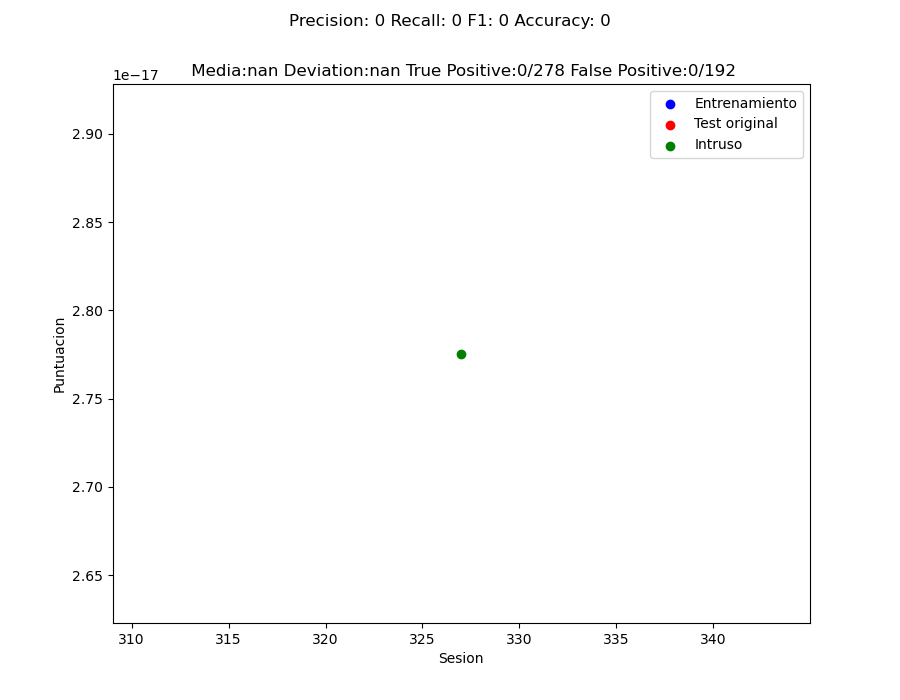 Precision: 0 Recall: 0 F1: 0 Accuracy: 0
Media:nan Deviation:nan True Positive:0/278 False Positive:0/192
1e−17
Entrenamiento
Test original
Intruso
2.90
2.85
2.80
2.75
2.70
2.65
Puntuacion
310 315 320 325 330 335 340
Sesion